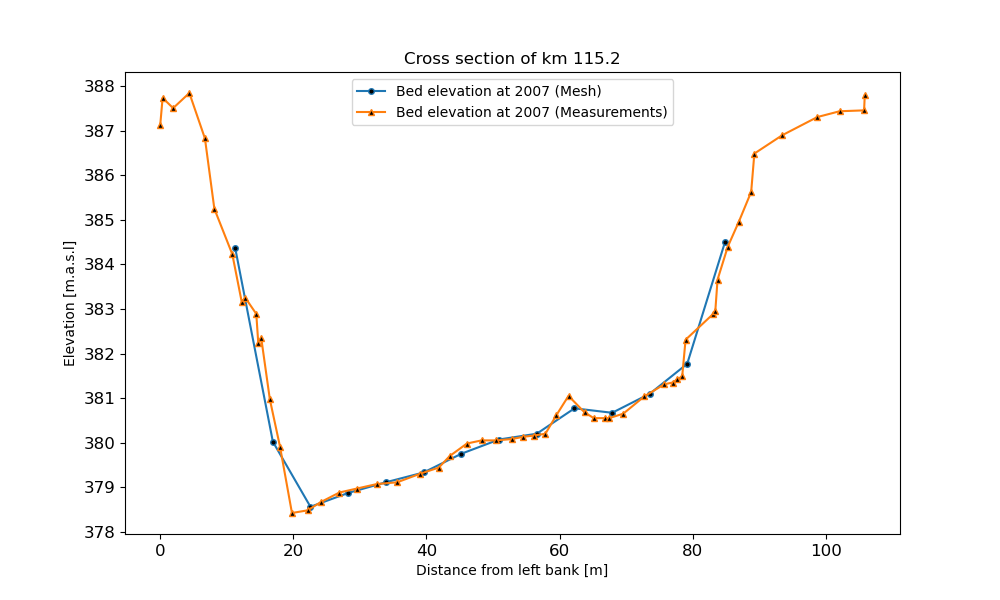 Cross section of km 115.2
Bed elevation at 2007 (Mesh)
Bed elevation at 2007 (Measurements)
Elevation [m.a.s.l]
388
387
386
385
384
383
382
381
380
379
378
0 20 40 60 80 100
Distance from left bank [m]